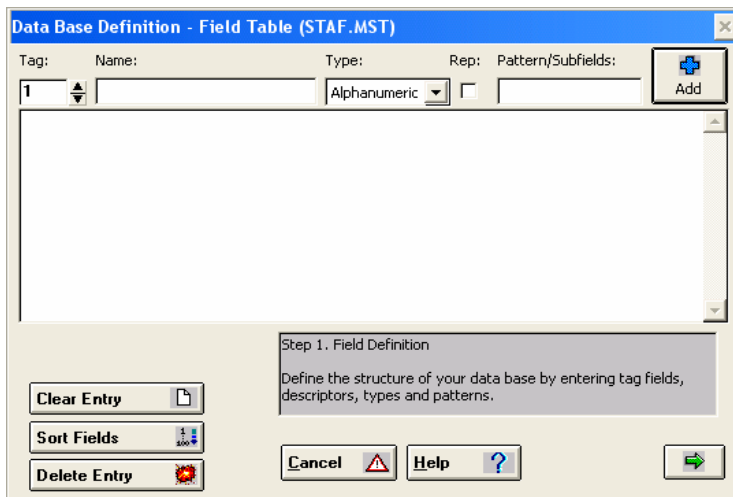 Data Base Definition - Field Table (STAF.MST)
Tag: Name: Type: Rep: Pattern/Subfields:
1 Alphanumeric Add
Step 1. Field Definition
Define the structure of your data base by entering tag fields,
descriptors, types and patterns.
Clear Entry
Sort Fields
Delete Entry
Cancel Help